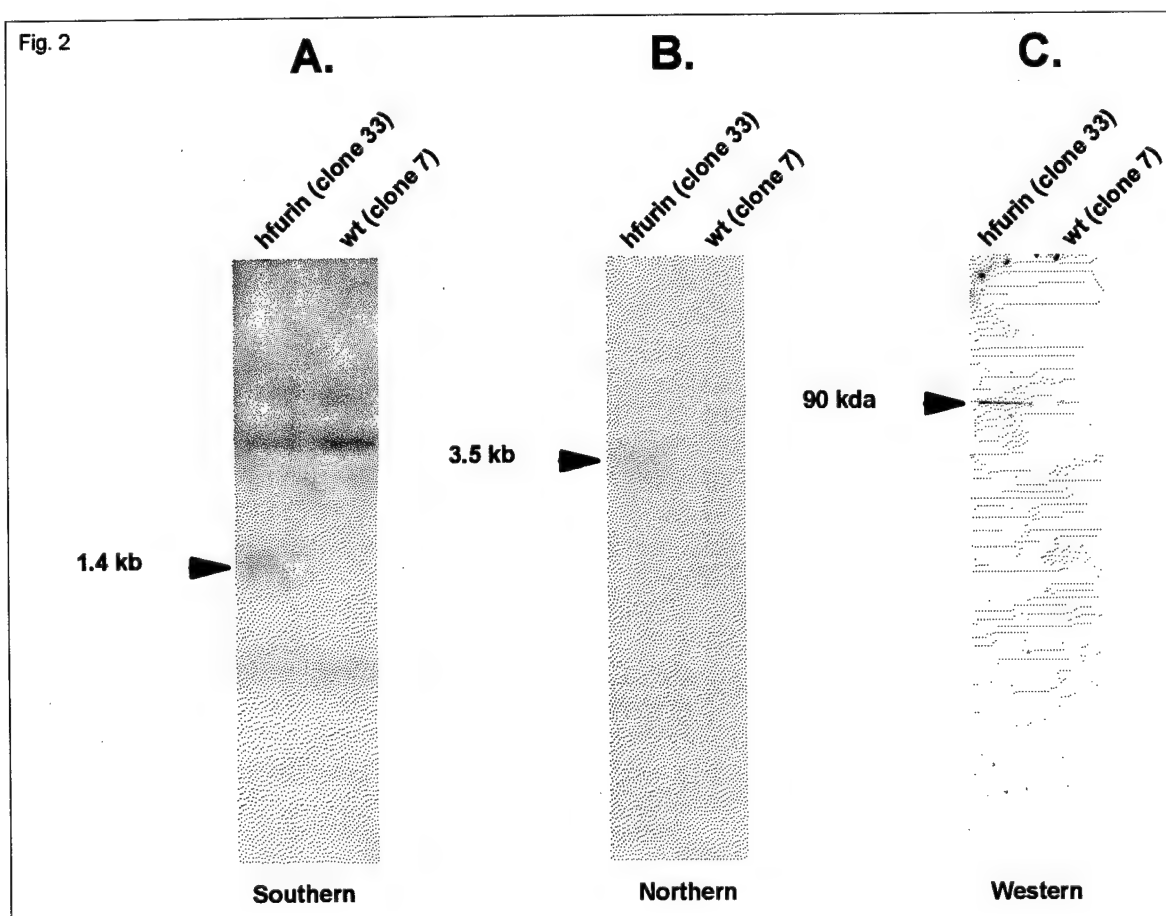 Fig. 2
A.
B.
C.
hfurin (clone 33)
wt (clone 7)
hfurin (clone 33)
wt (clone 7)
hfurin (clone 33)
wt (clone 7)
90 kda
3.5 kb
1.4 kb
Southern
Northern
Western